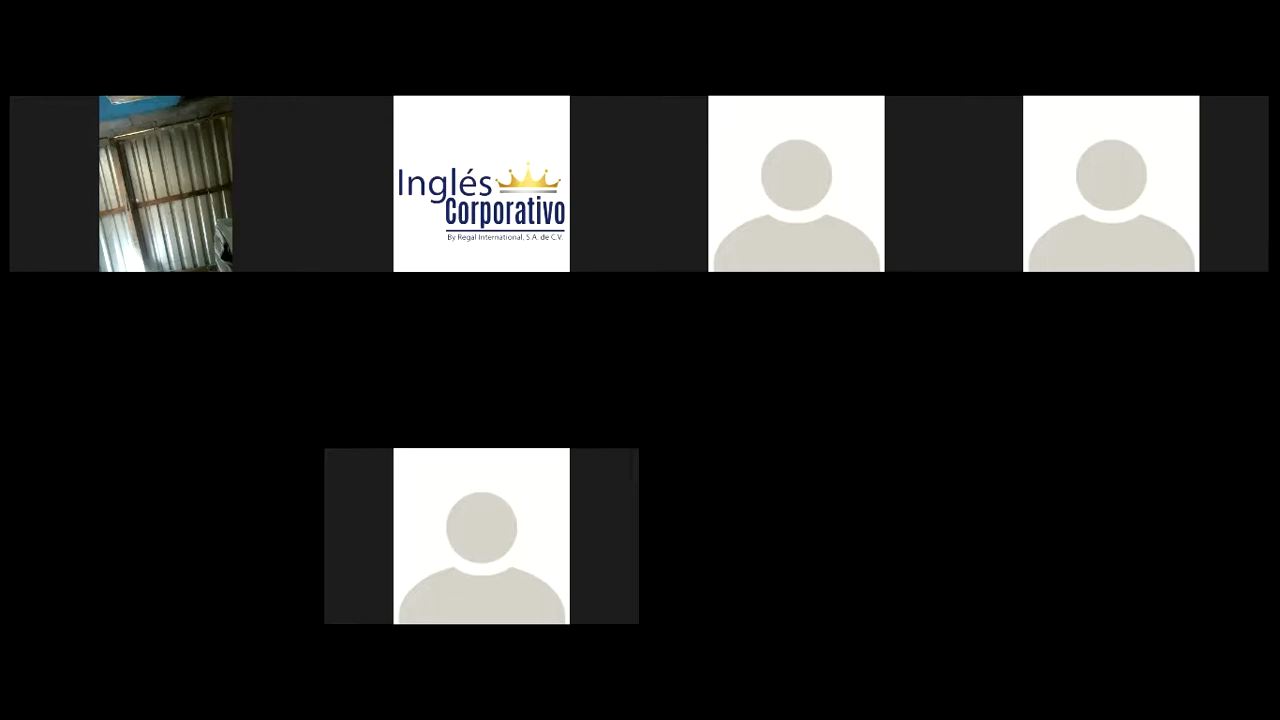 Inglés
Corporativo
By Regal International, S.A. de C.V.